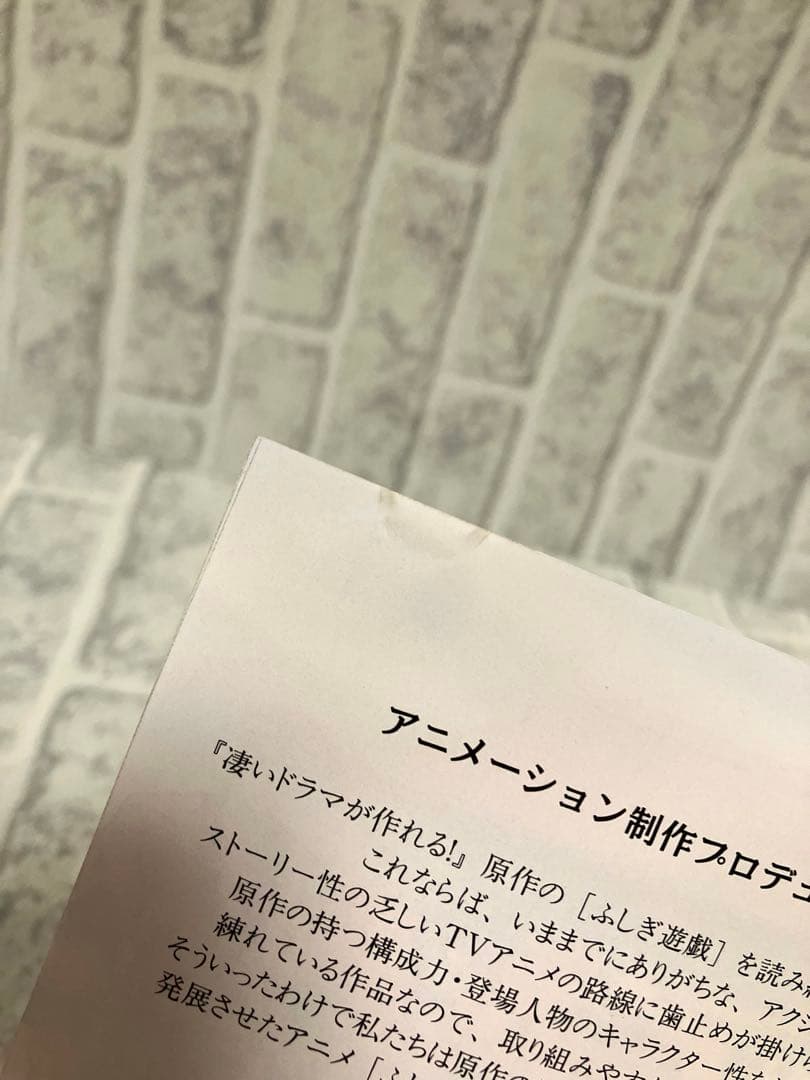 アニメーション制作プロデュ
『凄いドラマが作れる!』原作の［ふしぎ遊戯］を読み終
これならば、いままでにありがちな、アクシ
ストーリー性の乏しいTVアニメの路線に歯止めが掛け
原作の持つ構成力・登場人物のキャラクター性な
練れている作品なので、取り組みやす
そういったわけで私たちは原作の
発展させたアニメ［ふし